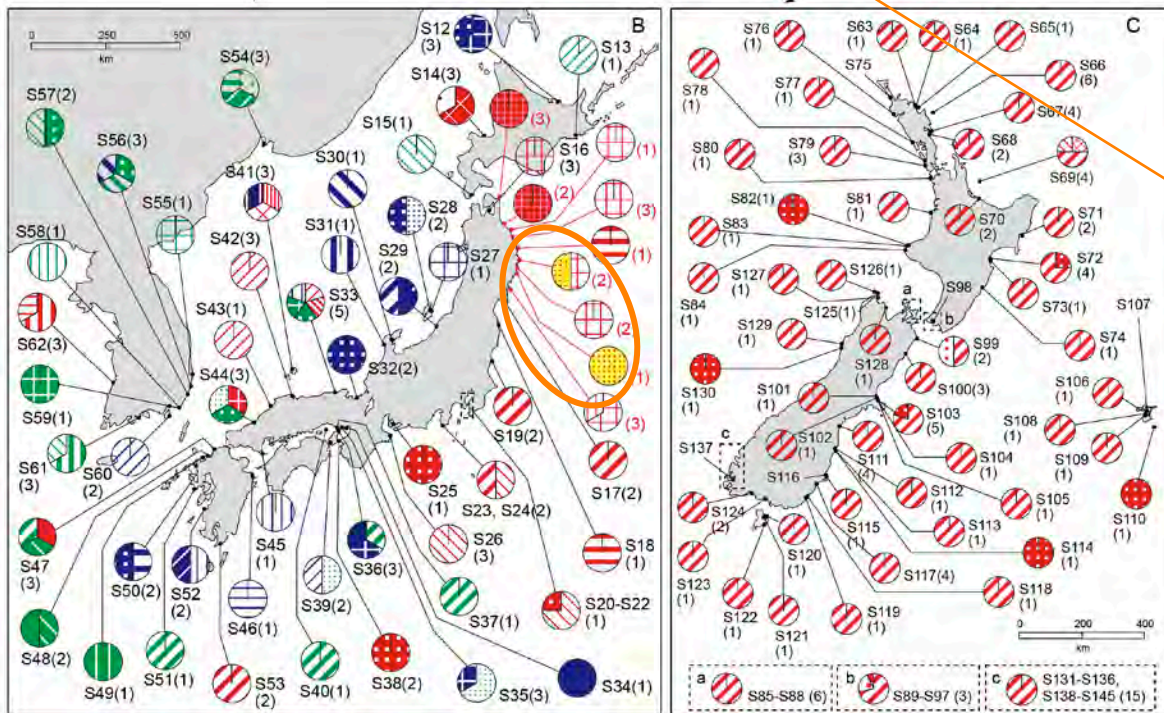 B
0 250 500
km
S12
(3)
S13
(1)
S14(3)
S15(1)
S16
(3)
(3)
(2)
(1)
(3)
(1)
(2)
(2)
(1)
(3)
S54(3)
S57(2)
S56(3)
S55(1)
S58(1)
S62(3)
S59(1)
S61
(3)
S60
(2)
S30(1)
S41(3)
S31(1)
S42(3)
S28
(2)
S29
(2)
S27
(1)
S33
(5)
S43(1)
S44(3)
S32(2)
S19(2)
S17(2)
S25
(1)
S23, S24(2)
S26
(3)
S18
(1)
S20-S22
(1)
S45
(1)
S36(3)
S37(1)
S39(2)
S47
(3)
S50(2)
S52
(2)
S46(1)
S48(2)
S49(1)
S51(1)
S53
(2)
S40(1)
S38(2)
S35(3)
S34(1)
C
S76
(1)
S63
(1)
S64
(1)
S65(1)
S75
S66
(6)
S78
(1)
S77
(1)
S67(4)
S80
(1)
S79
(3)
S68
(2)
S69(4)
S82(1)
S81
(1)
S70
(2)
S71
(2)
S83
(1)
S72
(4)
S84
(1)
S127
(1)
S126(1)
S98
S73(1)
S74
(1)
S107
a
b
S125(1)
S129
(1)
S128
(1)
S99
(2)
S130
(1)
S101
(1)
S100(3)
S106
(1)
S103
(5)
S108
(1)
S109
(1)
c
S102
(1)
S137
S116
S111
(4)
S104
(1)
S110
(1)
S112
(1)
S105
(1)
S124
(2)
S115
(1)
S113
(1)
S114
(1)
S123
(1)
S120
(1)
S117(4)
S118
(1)
S122
(1)
S121
(1)
S119
(1)
0 200 400
km
a
S85-S88 (6)
b
S89-S97 (3)
c
S131-S136,
S138-S145 (15)